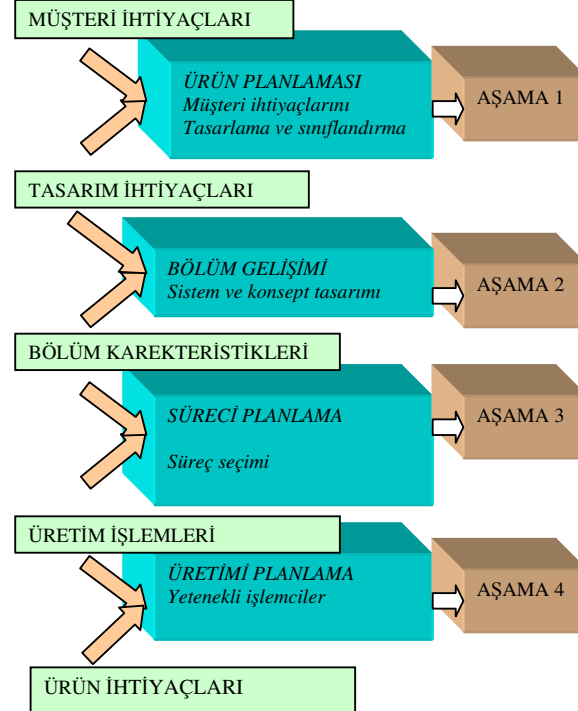 MÜŞTERİ İHTİYAÇLARI
ÜRÜN PLANLAMASI
Müşteri ihtiyaçlarını
Tasarlama ve sınıflandırma
AŞAMA 1
TASARIM İHTİYAÇLARI
BÖLÜM GELİŞİMİ
Sistem ve konsept tasarımı
AŞAMA 2
BÖLÜM KAREKTERİSTİKLERİ
SÜRECİ PLANLAMA
Süreç seçimi
AŞAMA 3
ÜRETİM İŞLEMLERİ
ÜRETİMİ PLANLAMA
Yetenekli işlemciler
AŞAMA 4
ÜRÜN İHTİYAÇLARI